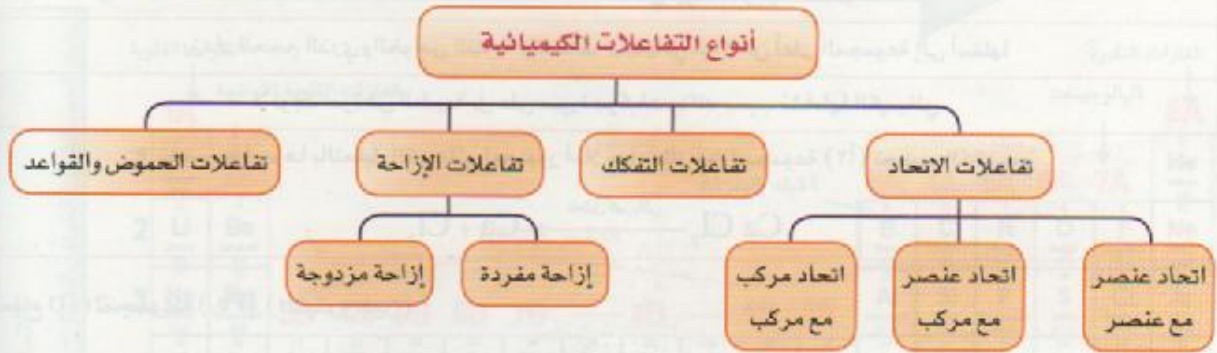 أنواع التفاعلات الكيميائية
تفاعلات الاتحاد
تفاعلات التفكك
تفاعلات الإزاحة
تفاعلات الحموض والقواعد
اتحاد عنصر
مع عنصر
اتحاد عنصر
مع مركب
اتحاد مركب
مع مركب
إزاحة مفردة
إزاحة مزدوجة